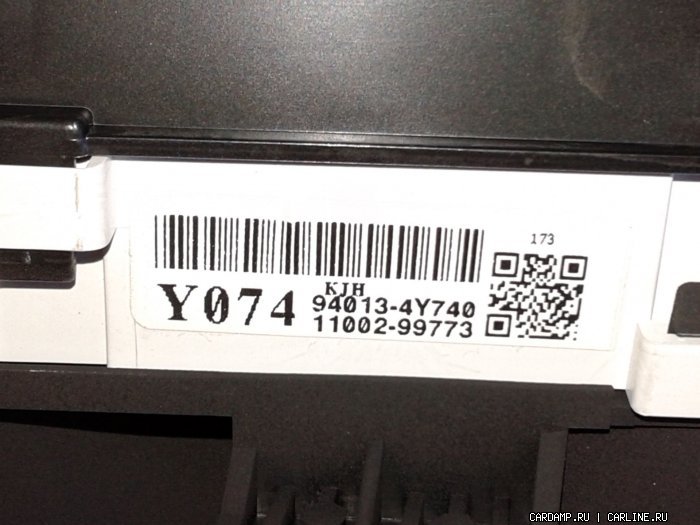 173
KJH
Y074 94013-4Y740
11002-99773
CARDAMP.RU | CARLINE.RU